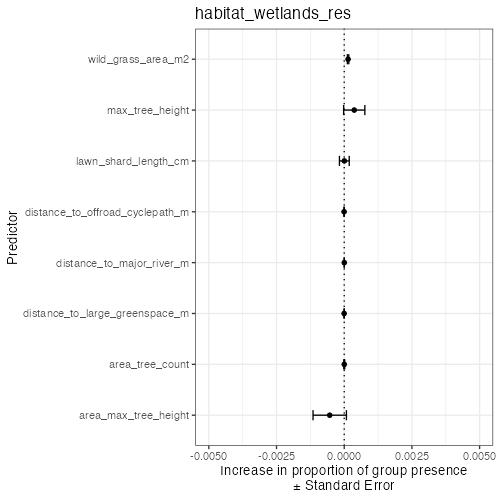 habitat_wetlands_res
wild_grass_area_m2
max_tree_height
lawn_shard_length_cm
distance_to_offroad_cyclepath_m
distance_to_major_river_m
distance_to_large_greenspace_m
area_tree_count
area_max_tree_height
Predictor
-0.0050 -0.0025 0.0000 0.0025 0.0050
Increase in proportion of group presence
± Standard Error